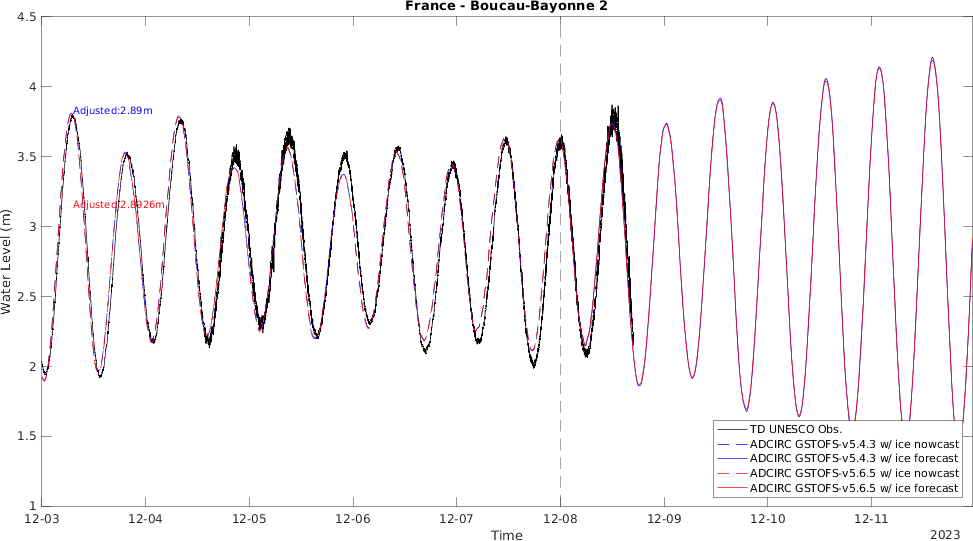 France - Boucau-Bayonne 2
4.5
4
3.5
3
2.5
2
1.5
1
Water Level (m)
Adjusted:2.89m
Adjusted:2.8926m
TD UNESCO Obs.
ADCIRC GSTOFS-v5.4.3 w/ ice nowcast
ADCIRC GSTOFS-v5.4.3 w/ ice forecast
ADCIRC GSTOFS-v5.6.5 w/ ice nowcast
ADCIRC GSTOFS-v5.6.5 w/ ice forecast
12-03 12-04 12-05 12-06 12-07 12-08 12-09 12-10 12-11
Time
2023